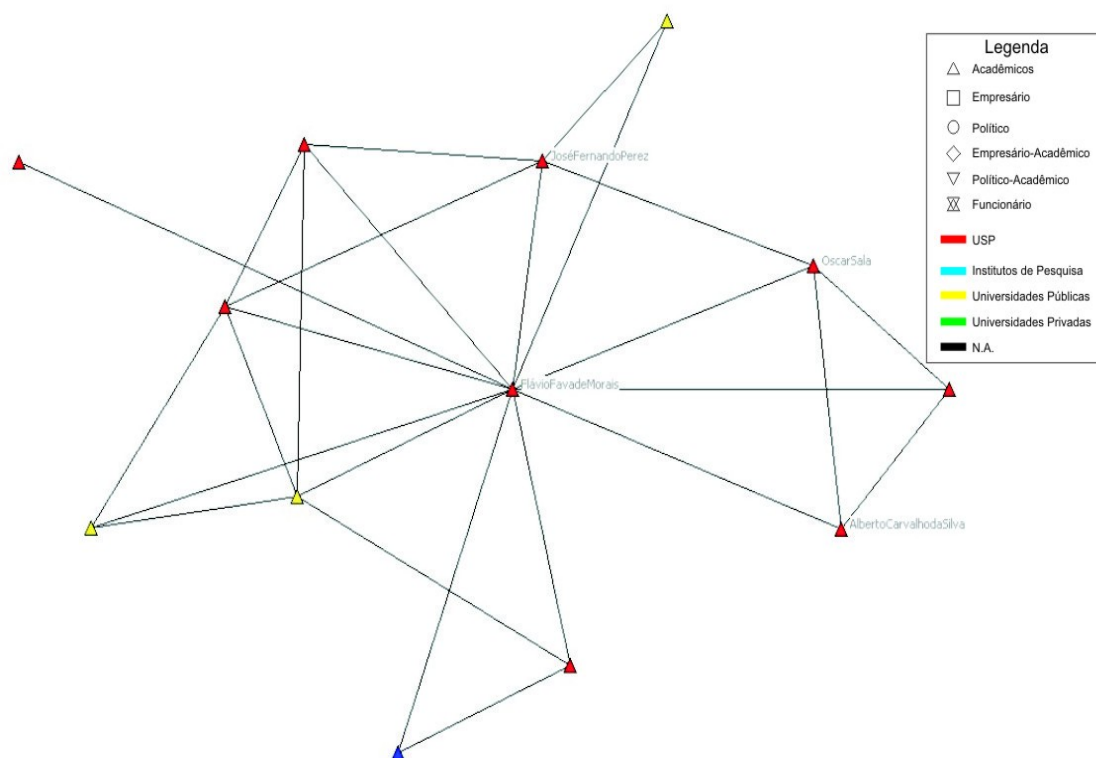 Legenda
Acadêmicos
Empresário
Político
Empresário-Acadêmico
Político-Acadêmico
Funcionário
USP
Institutos de Pesquisa
Universidades Públicas
Universidades Privadas
N.A.
JoséFernandoPerez
OscarSala
FlávioFavadeMorais
AlbertoCarvalhodaSilva